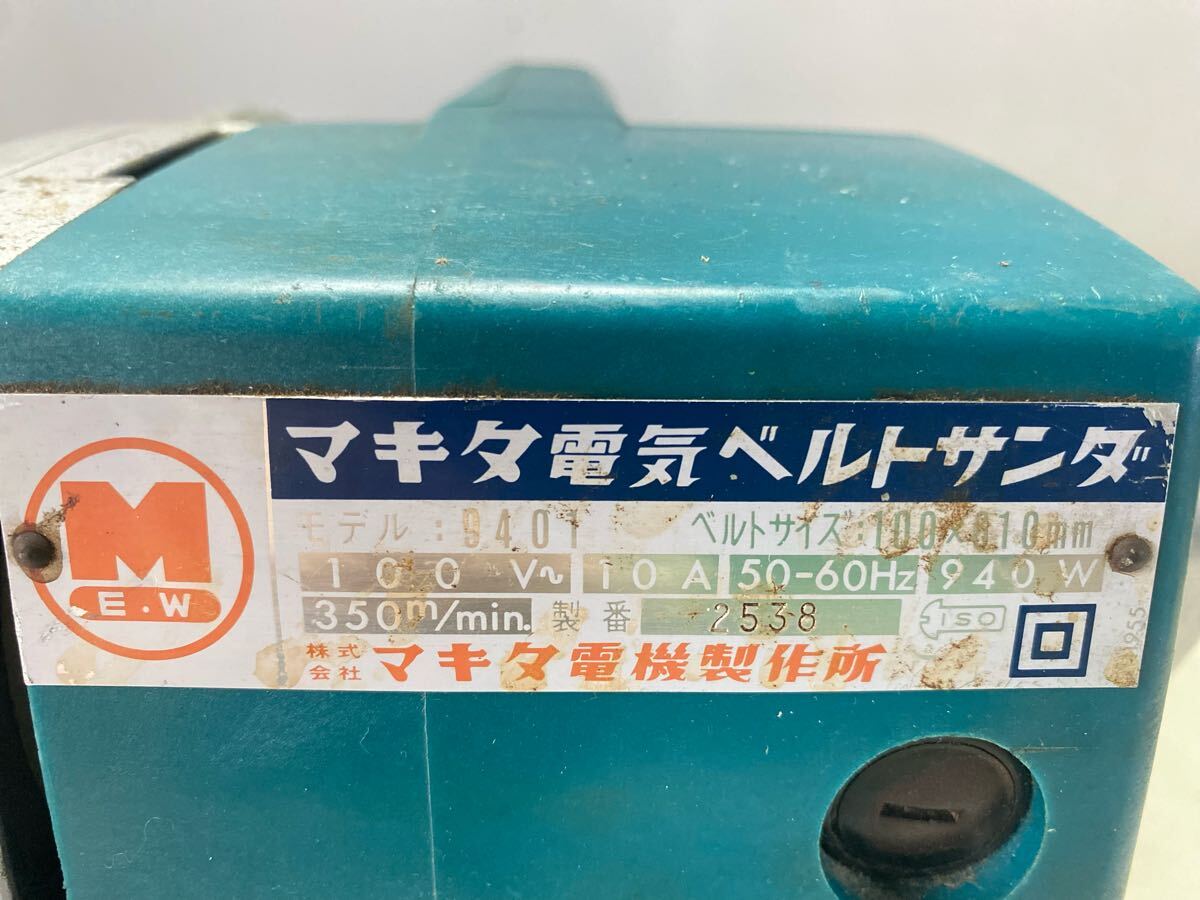 M
E.W
マキタ電気ベルトサンダ
モデル:9401 ベルトサイズ:100×610mm
100V~ 10A 50-60Hz 940W
350m/min. 製番 2538 ISO
株式会社 マキタ電機製作所
1955